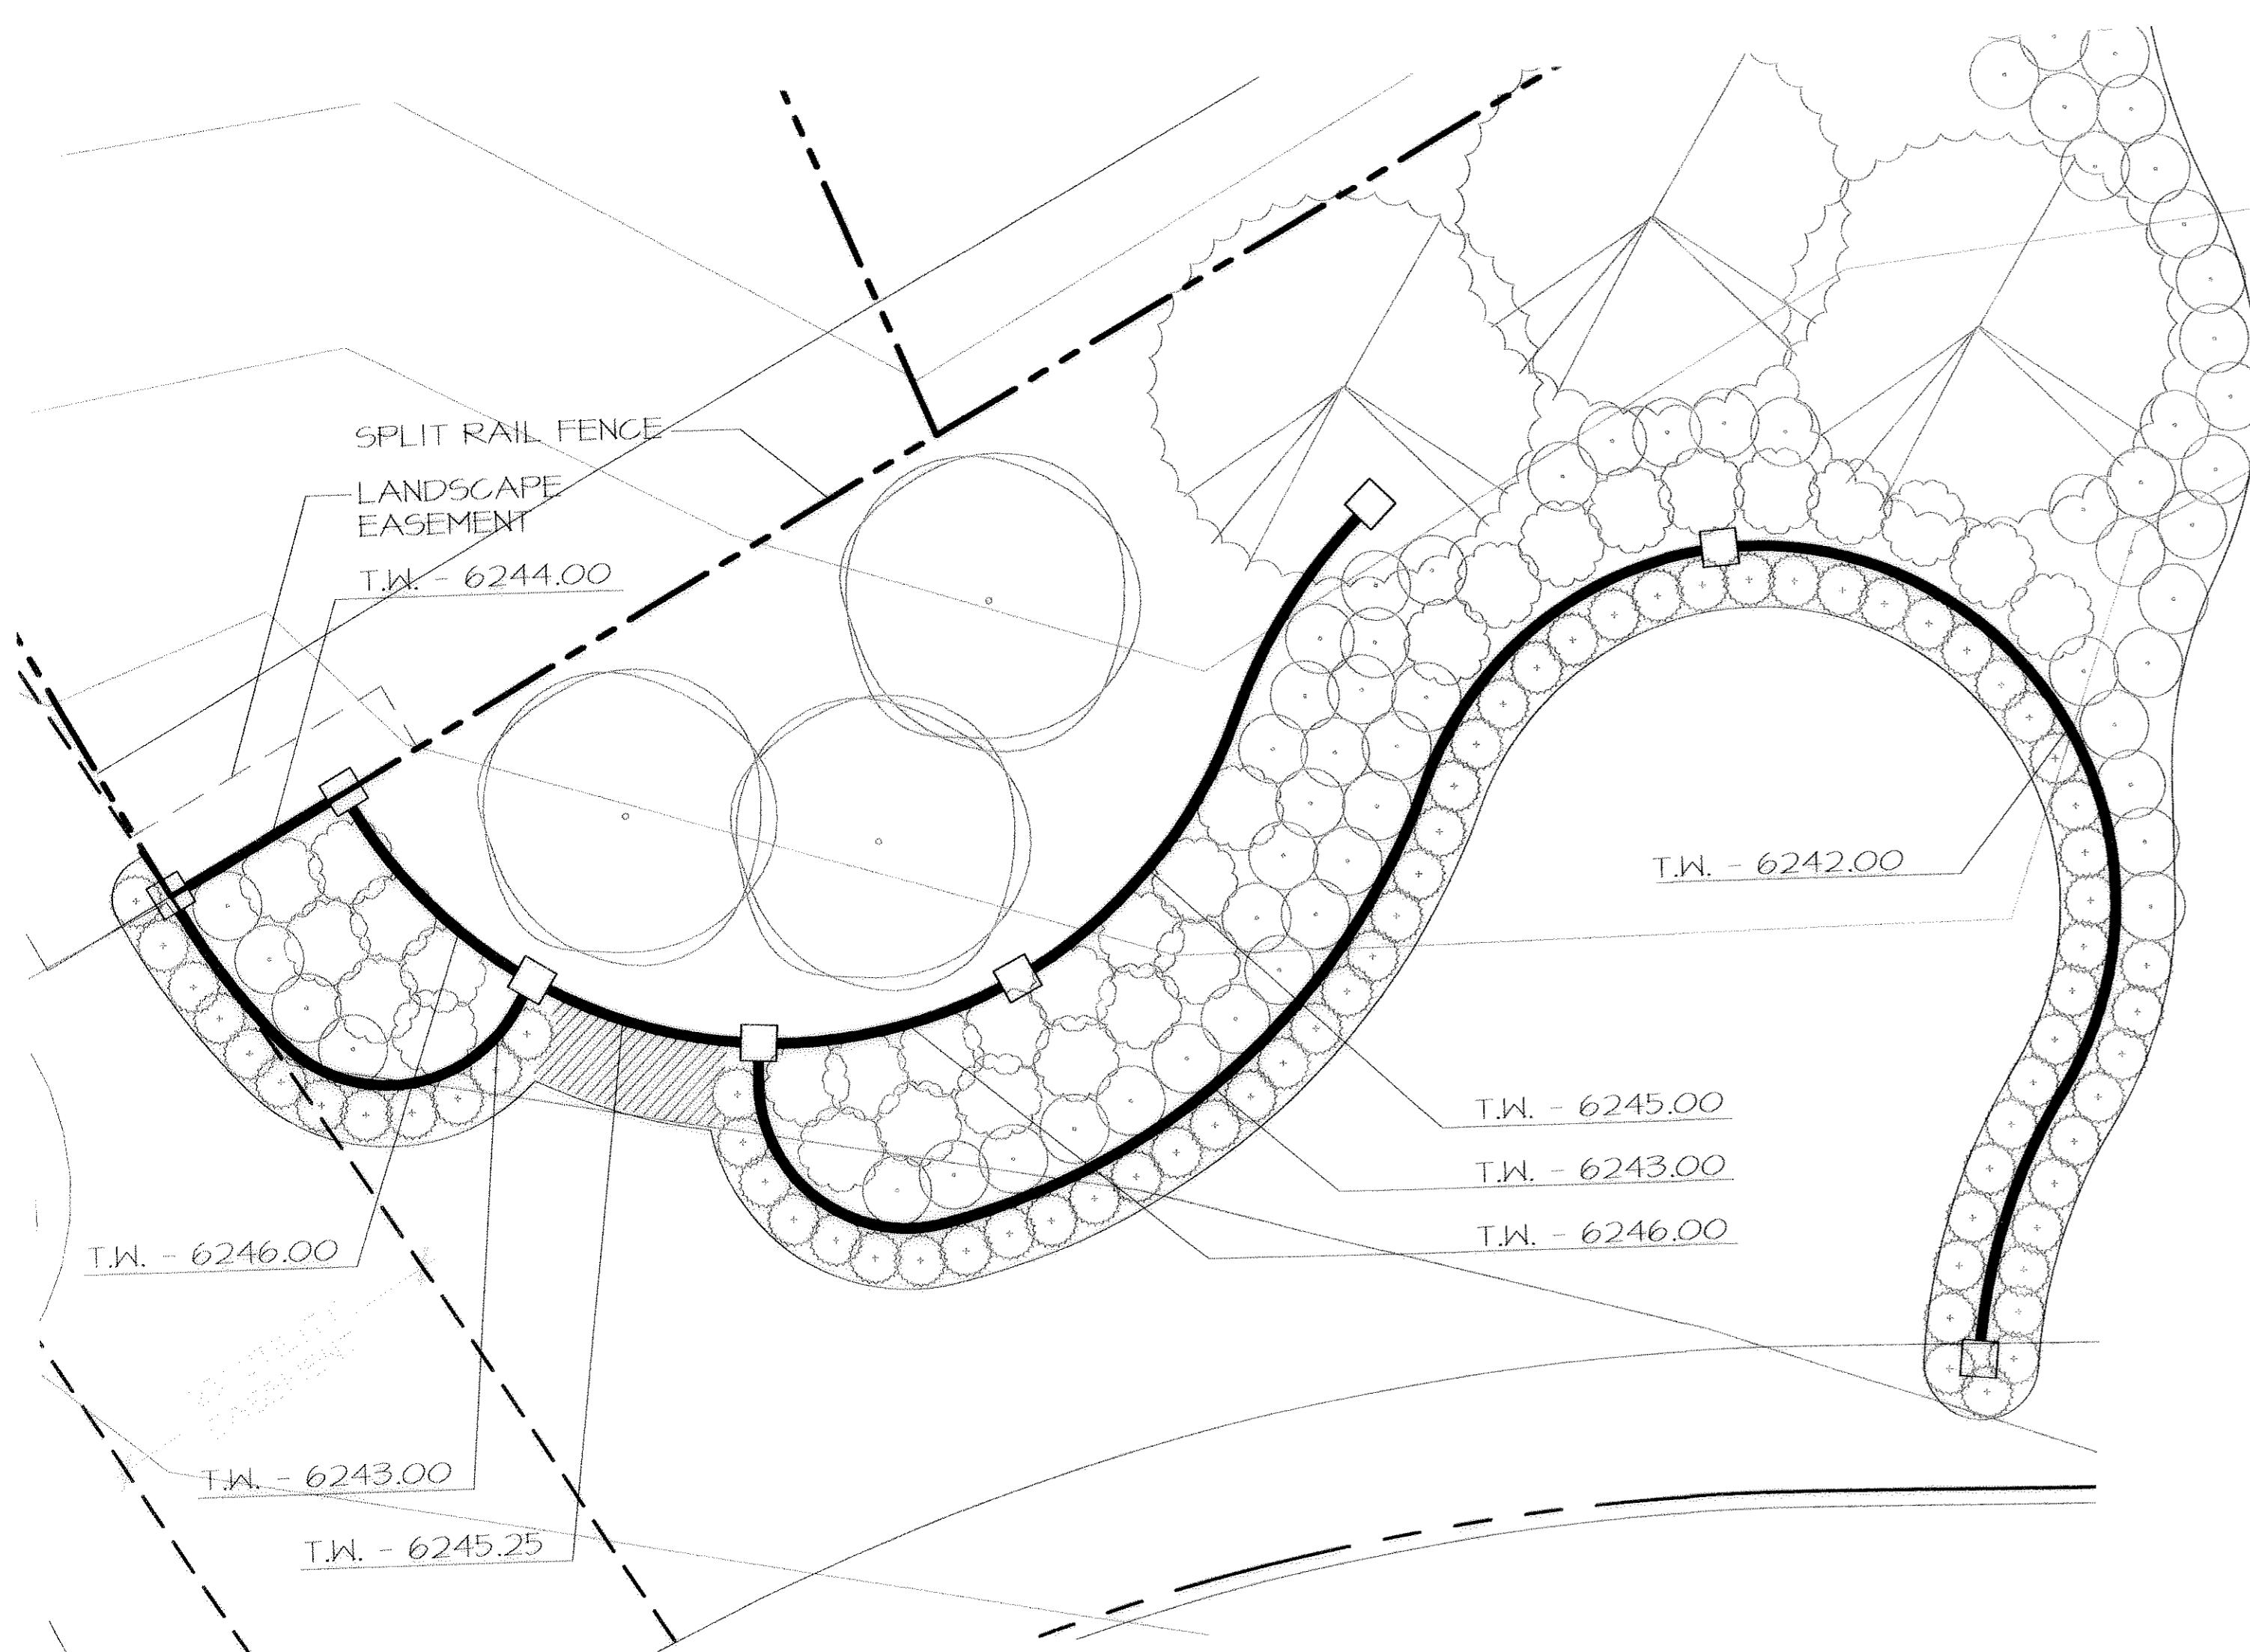 SPLIT RAIL FENCE
LANDSCAPE
EASEMENT
T.W. - 6244.00
T.W. - 6242.00
T.W. - 6245.00
T.W. - 6243.00
T.W. - 6246.00
T.W. - 6246.00
T.W. - 6243.00
T.W. - 6245.25